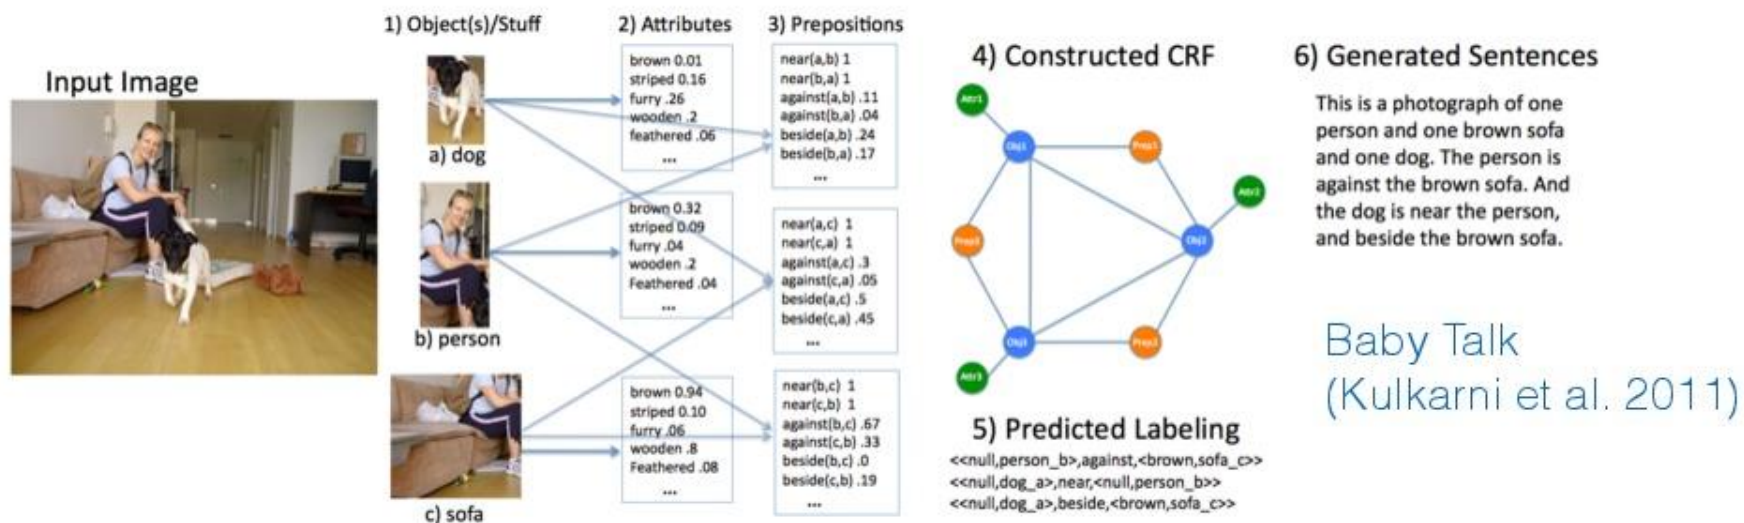 Input Image
1) Object(s)/Stuff
a) dog
b) person
c) sofa
2) Attributes
brown 0.01
striped 0.16
furry .26
wooden .2
feathered .06
...
brown 0.32
striped 0.09
furry .04
wooden .2
Feathered .04
...
brown 0.94
striped 0.10
furry .06
wooden .8
Feathered .08
...
3) Prepositions
near(a,b) 1
near(b,a) 1
against(a,b) .11
against(b,a) .04
beside(a,b) .24
beside(b,a) .17
...
near(a,c) 1
near(c,a) 1
against(a,c) .3
against(c,a) .05
beside(a,c) .5
beside(c,a) .45
...
near(b,c) 1
near(c,b) 1
against(b,c) .67
against(c,b) .33
beside(b,c) .0
beside(c,b) .19
...
4) Constructed CRF
Attr1
Obj1
Prep1
Attr2
Obj2
Obj3
Prep2
Attr3
5) Predicted Labeling
<<null,person_b>,against,<brown,sofa_c>>
<<null,dog_a>,near,<null,person_b>>
<<null,dog_a>,beside,<brown,sofa_c>>
6) Generated Sentences
This is a photograph of one
person and one brown sofa
and one dog. The person is
against the brown sofa. And
the dog is near the person,
and beside the brown sofa.
Baby Talk
(Kulkarni et al. 2011)